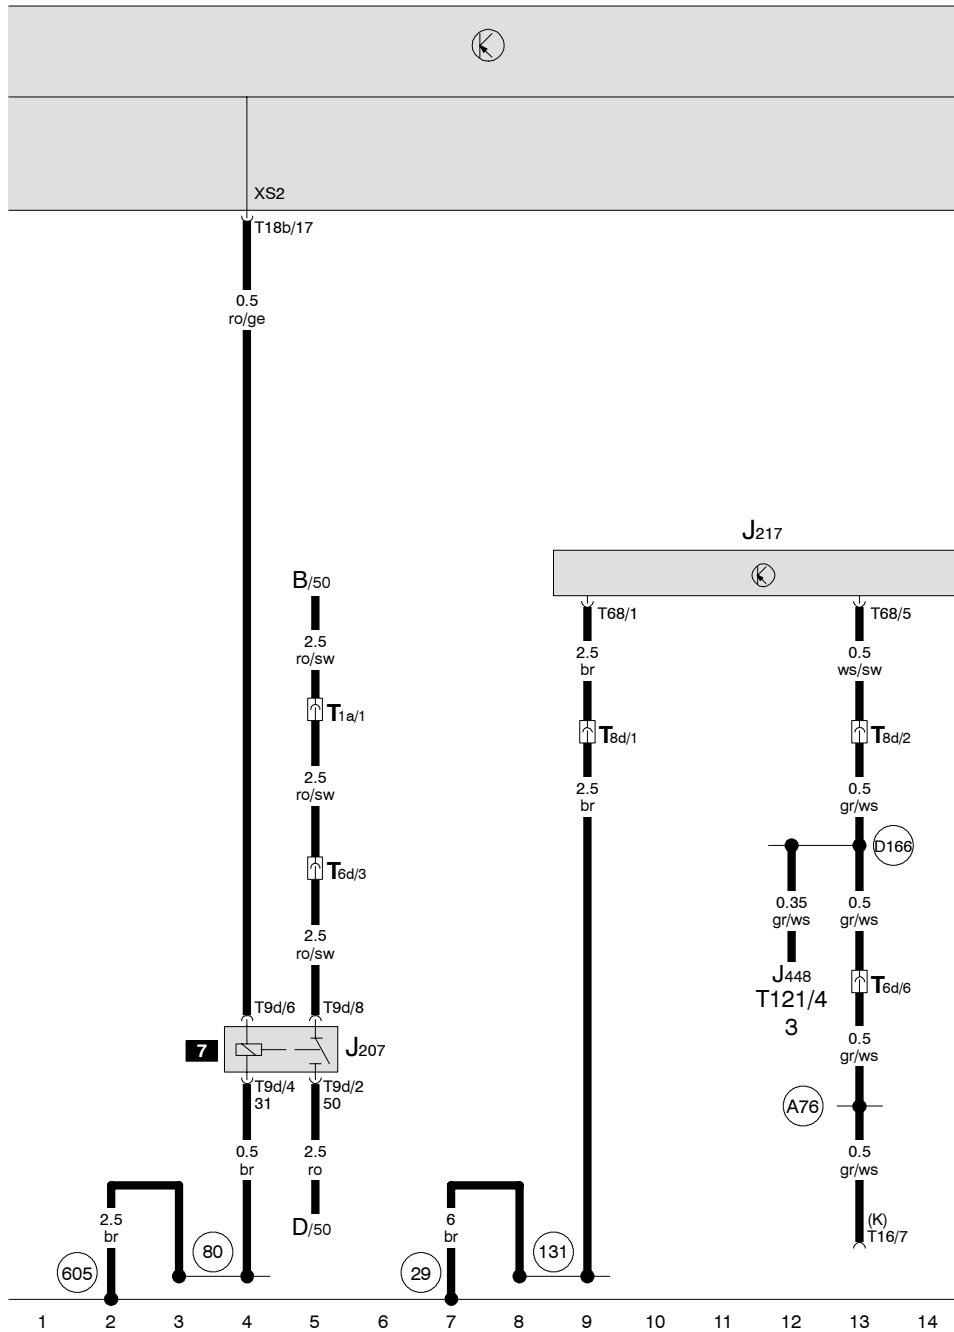 XS2
T18b/17
0.5
ro/ge
J217
B/50
T68/1
T68/5
2.5
ro/sw
2.5
br
0.5
ws/sw
T1a/1
T8d/1
T8d/2
2.5
ro/sw
2.5
br
0.5
gr/ws
D166
T6d/3
0.35
gr/ws
0.5
gr/ws
2.5
ro/sw
J448
T121/4
3
T6d/6
T9d/6
T9d/8
7
J207
0.5
gr/ws
T9d/4
31
T9d/2
50
A76
0.5
br
2.5
ro
0.5
gr/ws
2.5
br
D/50
6
br
(K)
T16/7
80
131
605
29
1 2 3 4 5 6 7 8 9 10 11 12 13 14